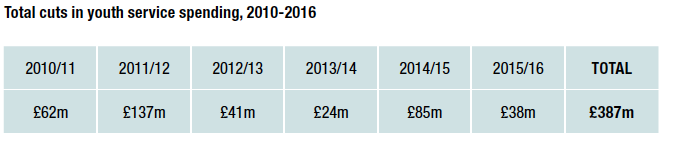 Total cuts in youth service spending, 2010-2016
2010/11 2011/12 2012/13 2013/14 2014/15 2015/16 TOTAL
£62m £137m £41m £24m £85m £38m £387m